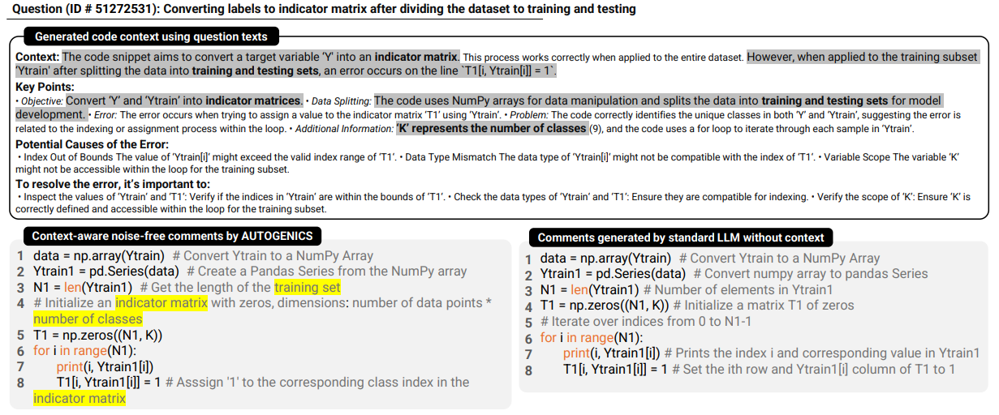 Question (ID # 51272531): Converting labels to indicator matrix after dividing the dataset to training and testing
Generated code context using question texts
Context: The code snippet aims to convert a target variable ‘Y’ into an indicator matrix. This process works correctly when applied to the entire dataset. However, when applied to the training subset
‘Ytrain’ after splitting the data into training and testing sets, an error occurs on the line `T1[i, Ytrain[i]] = 1`.
Key Points:
• Objective: Convert ‘Y’ and ‘Ytrain’ into indicator matrices. • Data Splitting: The code uses NumPy arrays for data manipulation and splits the data into training and testing sets for model
development. • Error: The error occurs when trying to assign a value to the indicator matrix ‘T1’ using ‘Ytrain’. • Problem: The code correctly identifies the unique classes in both ‘Y’ and ‘Ytrain’, suggesting the error is
related to the indexing or assignment process within the loop. • Additional Information: ‘K’ represents the number of classes (9), and the code uses a for loop to iterate through each sample in ‘Ytrain’.
Potential Causes of the Error:
• Index Out of Bounds The value of ‘Ytrain[i]’ might exceed the valid index range of ‘T1’. • Data Type Mismatch The data type of ‘Ytrain[i]’ might not be compatible with the index of ‘T1’. • Variable Scope The variable ‘K’
might not be accessible within the loop for the training subset.
To resolve the error, it’s important to:
• Inspect the values of ‘Ytrain’ and ‘T1’: Verify if the indices in ‘Ytrain’ are within the bounds of ‘T1’. • Check the data types of ‘Ytrain’ and ‘T1’: Ensure they are compatible for indexing. • Verify the scope of ‘K’: Ensure ‘K’ is
correctly defined and accessible within the loop for the training subset.
Context-aware noise-free comments by AUTOGENICS
1 data = np.array(Ytrain) # Convert Ytrain to a NumPy Array
2 Ytrain1 = pd.Series(data) # Create a Pandas Series from the NumPy array
3 N1 = len(Ytrain1) # Get the length of the training set
4 # Initialize an indicator matrix with zeros, dimensions: number of data points *
number of classes
5 T1 = np.zeros((N1, K))
6 for i in range(N1):
7 print(i, Ytrain1[i])
8 T1[i, Ytrain1[i]] = 1 # Asssign '1' to the corresponding class index in the
indicator matrix
Comments generated by standard LLM without context
1 data = np.array(Ytrain) # Convert Ytrain to a NumPy Array
2 Ytrain1 = pd.Series(data) # Convert numpy array to pandas Series
3 N1 = len(Ytrain1) # Number of elements in Ytrain1
4 T1 = np.zeros((N1, K)) # Initialize a matrix T1 of zeros
5 # Iterate over indices from 0 to N1-1
6 for i in range(N1):
7 print(i, Ytrain1[i]) # Prints the index i and corresponding value in Ytrain1
8 T1[i, Ytrain1[i]] = 1 # Set the ith row and Ytrain1[i] column of T1 to 1